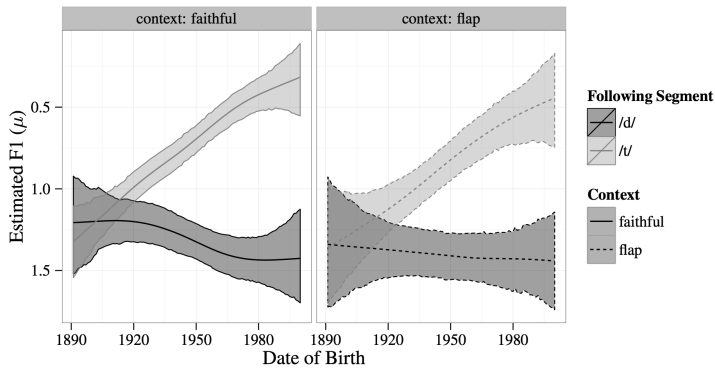 context: faithful
context: flap
Estimated F1 (μ)
0.5
1.0
1.5
1890
1920
1950
1980
1890
1920
1950
1980
Date of Birth
Following Segment
/d/
/t/
Context
faithful
flap